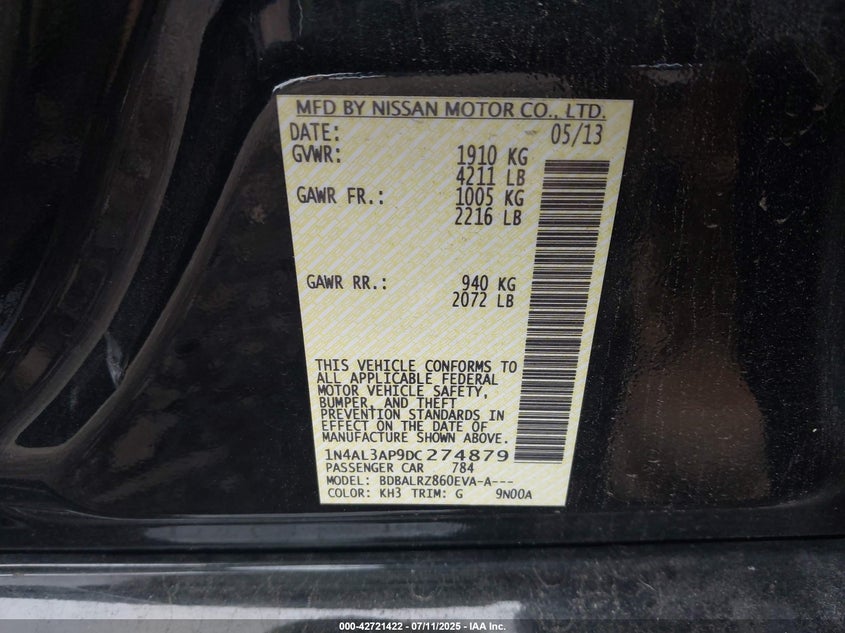 MFD BY NISSAN MOTOR CO., LTD.
DATE: 05/13
GVWR: 1910 KG
4211 LB
GAWR FR.: 1005 KG
2216 LB
GAWR RR.: 940 KG
2072 LB
THIS VEHICLE CONFORMS TO
ALL APPLICABLE FEDERAL
MOTOR VEHICLE SAFETY,
BUMPER, AND THEFT
PREVENTION STANDARDS IN
EFFECT ON THE DATE OF
MANUFACTURE SHOWN ABOVE.
1N4AL3AP9DC274879
PASSENGER CAR 784
MODEL: BDBALRZ860EVA-A---
COLOR: KH3 TRIM: G 9N00A
000-42721422 - 07/11/2025 - IAA Inc.